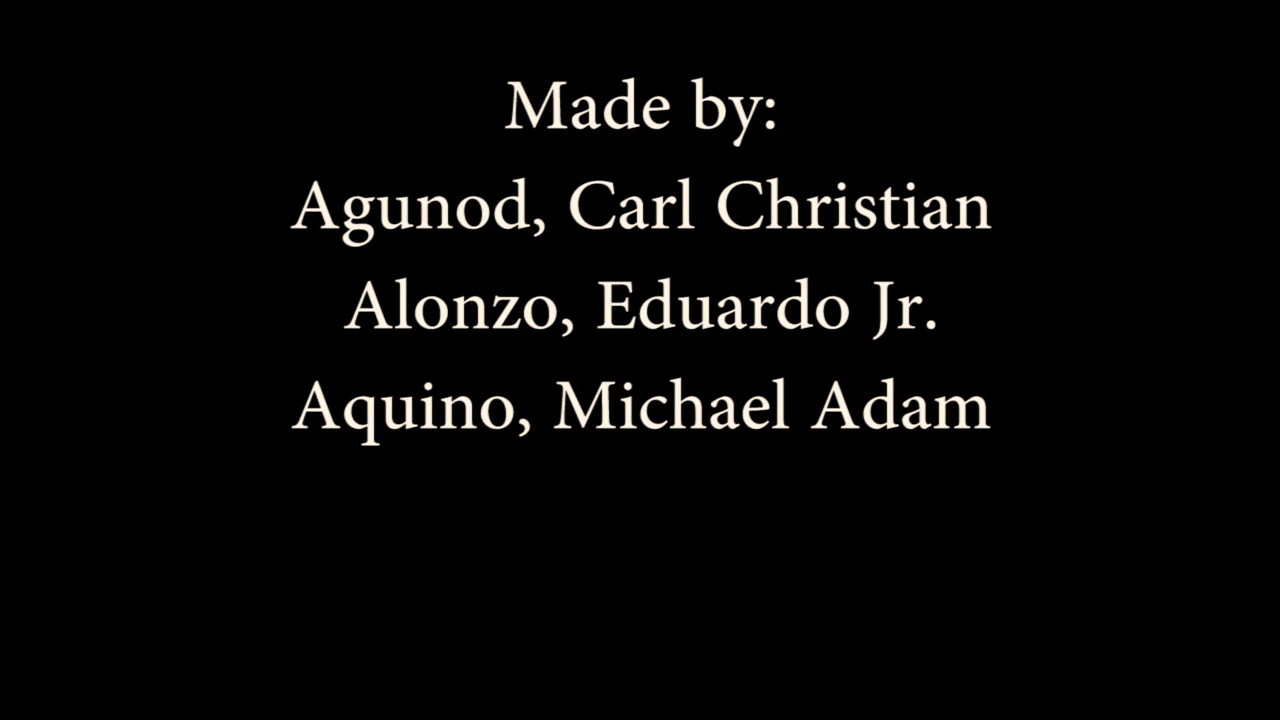 Made by:
Agunod, Carl Christian
Alonzo, Eduardo Jr.
Aquino, Michael Adam